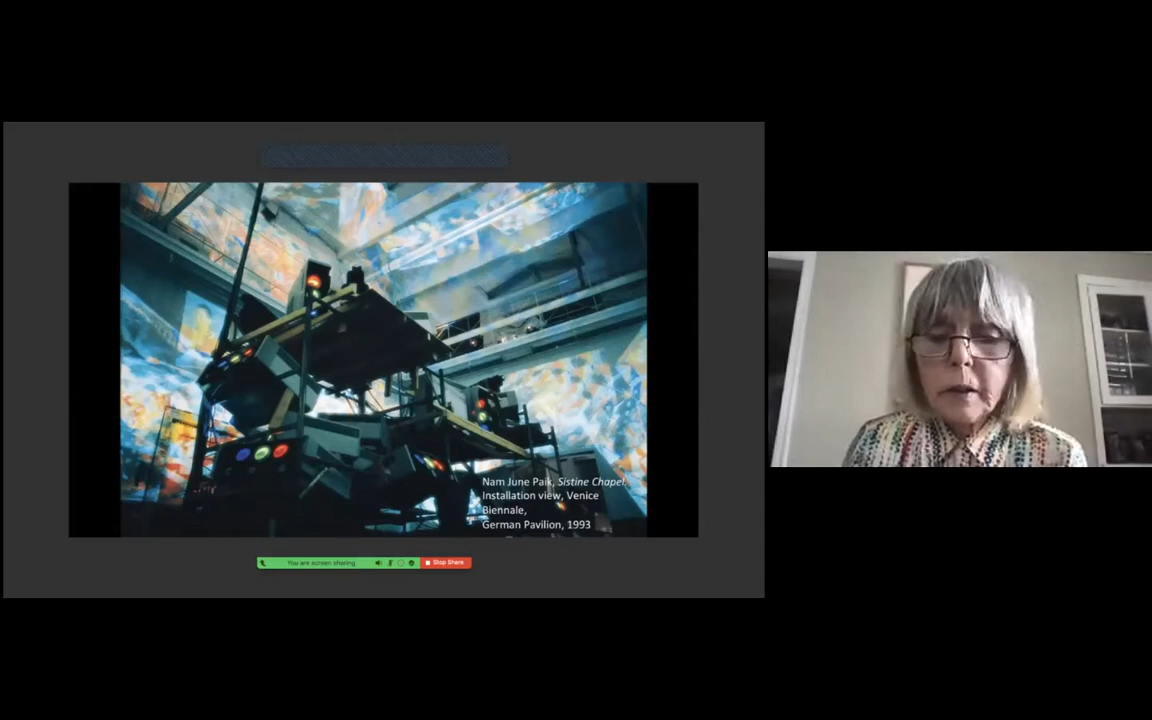 Nam June Paik, Sistine Chapel.
Installation view, Venice
Biennale,
German Pavilion, 1993
You are screen sharing
Stop Share